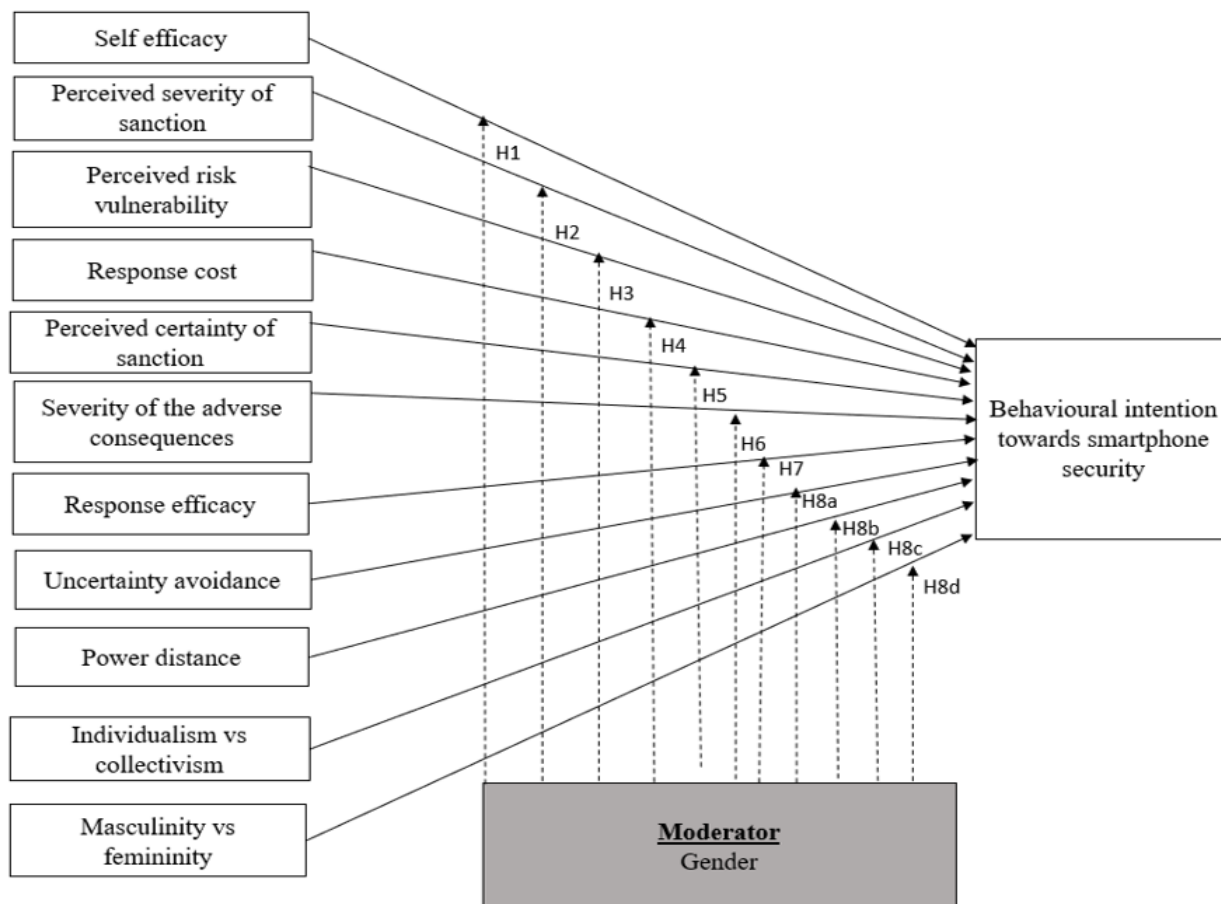 Self efficacy
Perceived severity of
sanction
Perceived risk
vulnerability
Response cost
Perceived certainty of
sanction
Severity of the adverse
consequences
Response efficacy
Uncertainty avoidance
Power distance
Individualism vs
collectivism
Masculinity vs
femininity
H1
H2
H3
H4
H5
H6
H7
H8a
H8b
H8c
H8d
Behavioural intention
towards smartphone
security
Moderator
Gender